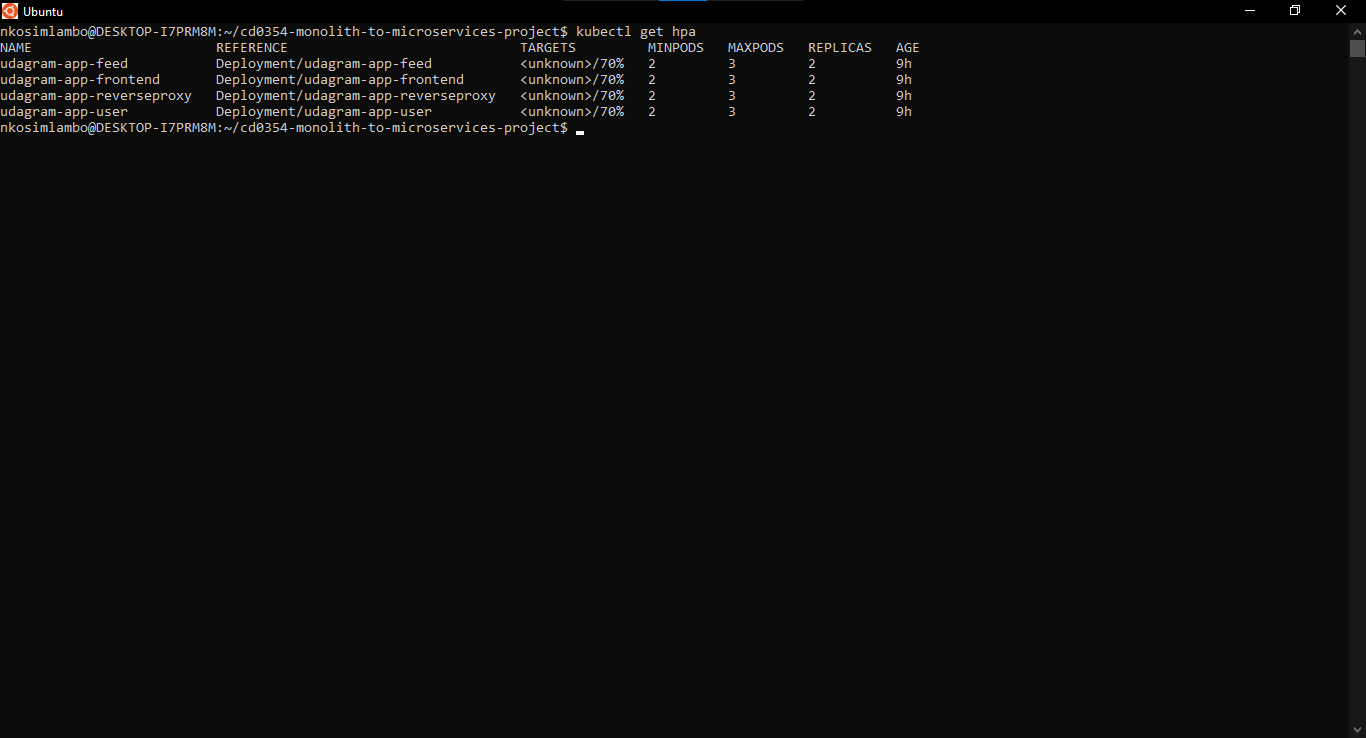 Ubuntu
nkosimlambo@DESKTOP-I7PRM8M:~/cd0354-monolith-to-microservices-project$ kubectl get hpa
NAME REFERENCE TARGETS MINPODS MAXPODS REPLICAS AGE
udagram-app-feed Deployment/udagram-app-feed <unknown>/70% 2 3 2 9h
udagram-app-frontend Deployment/udagram-app-frontend <unknown>/70% 2 3 2 9h
udagram-app-reverseproxy Deployment/udagram-app-reverseproxy <unknown>/70% 2 3 2 9h
udagram-app-user Deployment/udagram-app-user <unknown>/70% 2 3 2 9h
nkosimlambo@DESKTOP-I7PRM8M:~/cd0354-monolith-to-microservices-project$